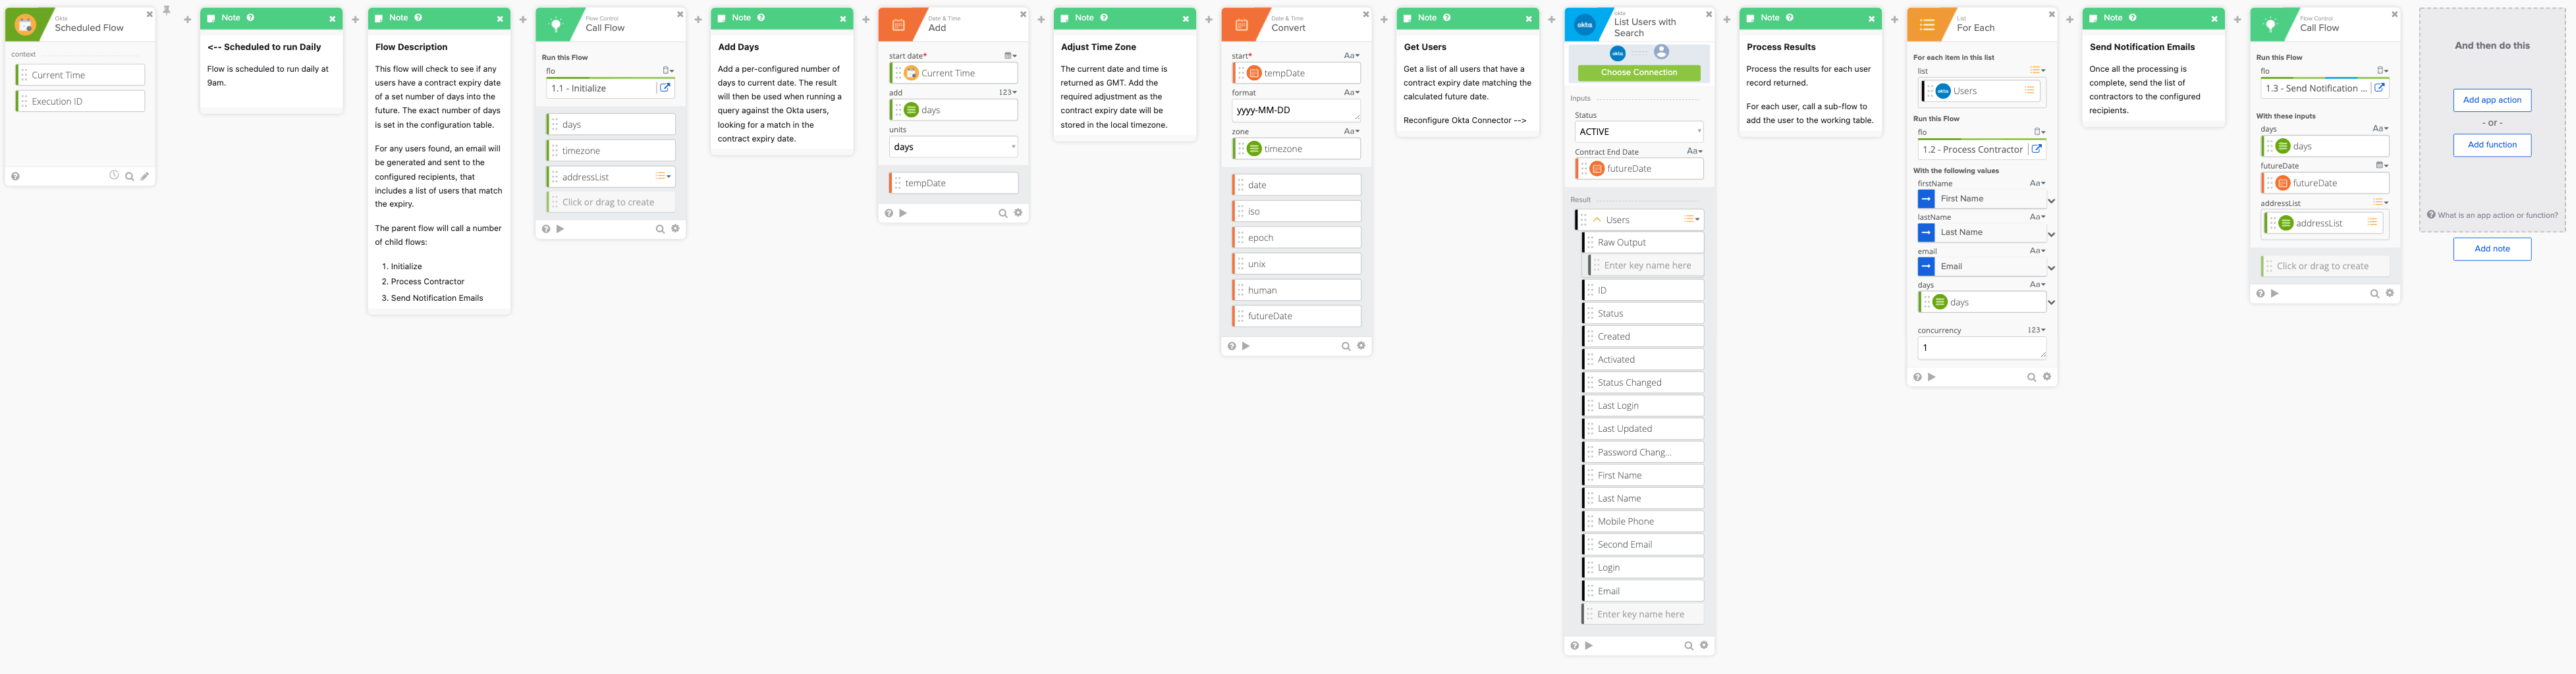 Okta
Scheduled Flow
context
Current Time
Execution ID
Note
<-- Scheduled to run Daily
Flow is scheduled to run daily at
9am.
Note
Flow Description
This flow will check to see if any
users have a contract expiry date
of a set number of days into the
future. The exact number of days
is set in the configuration table.
For any users found, an email will
be generated and sent to the
configured recipients, that
includes a list of users that match
the expiry.
The parent flow will call a number
of child flows:
1. Initialize
2. Process Contractor
3. Send Notification Emails
Flow Control
Call Flow
Run this Flow
flo
1.1 - Initialize
days
timezone
addressList
Click or drag to create
Note
Add Days
Add a per-configured number of
days to current date. The result
will then be used when running a
query against the Okta users,
looking for a match in the
contract expiry date.
Date & Time
Add
start date*
Current Time
add
123
days
units
days
tempDate
Note
Adjust Time Zone
The current date and time is
returned as GMT. Add the
required adjustment as the
contract expiry date will be
stored in the local timezone.
Date & Time
Convert
start*
Aa
tempDate
format
Aa
yyyy-MM-DD
zone
Aa
timezone
date
iso
epoch
unix
human
futureDate
Note
Get Users
Get a list of all users that have a
contract expiry date matching the
calculated future date.
Reconfigure Okta Connector -->
okta
okta
List Users with
Search
okta
Choose Connection
Inputs
Status
ACTIVE
Contract End Date
Aa
futureDate
Result
Users
Raw Output
Enter key name here
ID
Status
Created
Activated
Status Changed
Last Login
Last Updated
Password Chang...
First Name
Last Name
Mobile Phone
Second Email
Login
Email
Enter key name here
Note
Process Results
Process the results for each user
record returned.
For each user, call a sub-flow to
add the user to the working table.
List
For Each
For each item in this list
list
okta
Users
Run this Flow
flo
1.2 - Process Contractor
With the following values
firstName
Aa
First Name
lastName
Aa
Last Name
email
Aa
Email
days
Aa
days
concurrency
123
1
Note
Send Notification Emails
Once all the processing is
complete, send the list of
contractors to the configured
recipients.
Flow Control
Call Flow
Run this Flow
flo
1.3 - Send Notification ...
With these inputs
days
Aa
days
futureDate
futureDate
addressList
addressList
Click or drag to create
And then do this
Add app action
- or -
Add function
What is an app action or function?
Add note